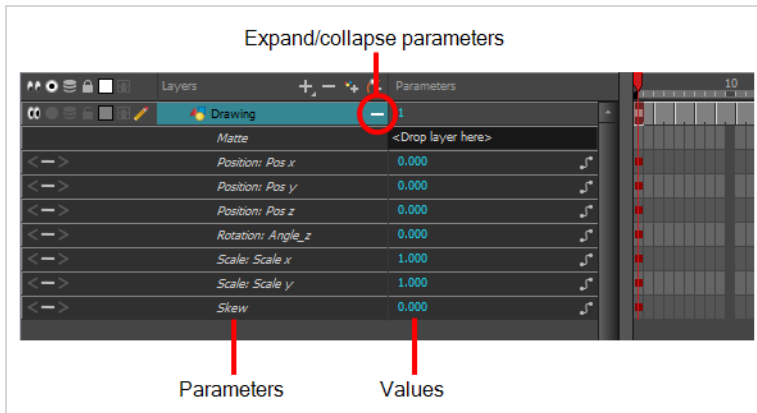 Expand/collapse parameters
Layers Parameters 10
Drawing 1
Matte <Drop layer here>
Position: Pos x 0.000
Position: Pos y 0.000
Position: Pos z 0.000
Rotation: Angle_z 0.000
Scale: Scale x 1.000
Scale: Scale y 1.000
Skew 0.000
Parameters Values